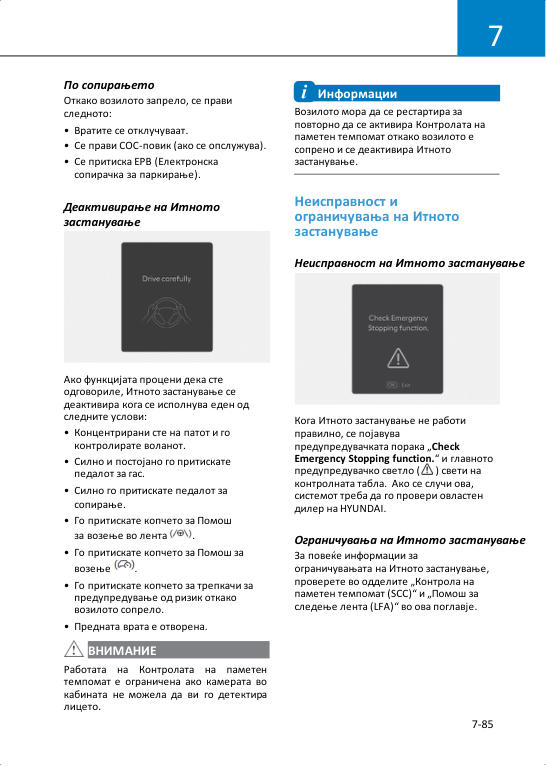 7
По сопирањето
Откако возилото запрело, се прави
следното:
• Вратите се отклучуваат.
• Се прави СОС-повик (ако се опслужува).
• Се притиска EPB (Електронска
сопирачка за паркирање).
Деактивирање на Итното
застанување
Drive carefully
Ако функцијата процени дека сте
одговориле, Итното застанување се
деактивира кога се исполнува еден од
следните услови:
• Концентрирани сте на патот и го
контролирате воланот.
• Силно и постојано го притискате
педалот за гас.
• Силно го притискате педалот за
сопирање.
• Го притискате копчето за Помош
за возење во лента.
• Го притискате копчето за Помош за
возење.
• Го притискате копчето за трепкачи за
предупредување од ризик откако
возилото сопрело.
• Предната врата е отворена.
ВНИМАНИЕ
Работата на Контролата на паметен
темпомат е ограничена ако камерата во
кабината не можела да ви го детектира
лицето.
i Информации
Возилото мора да се рестартира за
повторно да се активира Контролата на
паметен темпомат откако возилото е
сопрено и се деактивира Итното
застанување.
Неисправност и
ограничувања на Итното
застанување
Неисправност на Итното застанување
Check Emergency
Stopping function.
OK Exit
Кога Итното застанување не работи
правилно, се појавува
предупредувачката порака „Check
Emergency Stopping function.“ и главното
предупредувачко светло ( ) свети на
контролната табла. Ако се случи ова,
системот треба да го провери овластен
дилер на HYUNDAI.
Ограничувања на Итното застанување
За повеќе информации за
ограничувањата на Итното застанување,
проверете во одделите „Контрола на
паметен темпомат (SCC)“ и „Помош за
следење лента (LFA)“ во ова поглавје.
7-85